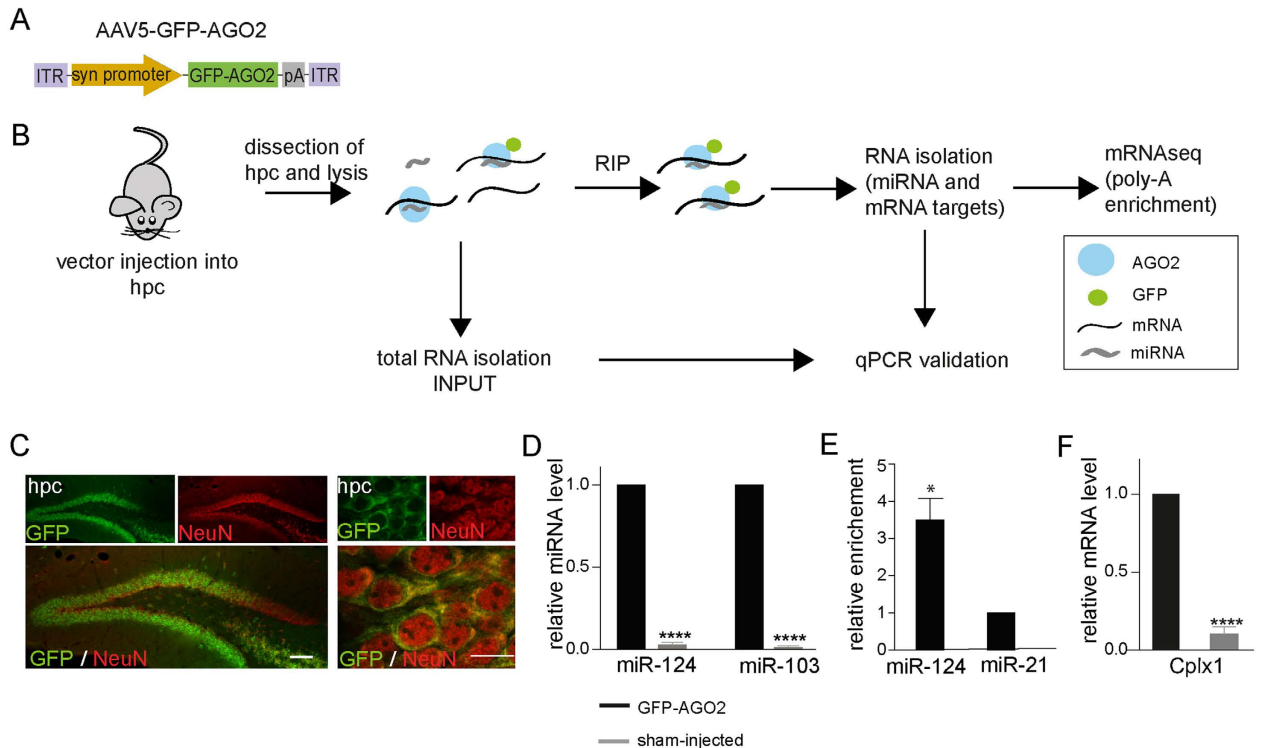 A
AAV5-GFP-AGO2
ITR syn promoter GFP-AGO2 pA ITR
B
dissection of
hpc and lysis
RIP
RNA isolation
(miRNA and
mRNA targets)
mRNAseq
(poly-A
enrichment)
vector injection into
hpc
AGO2
GFP
mRNA
miRNA
total RNA isolation
INPUT
qPCR validation
C
hpc
GFP
NeuN
GFP / NeuN
hpc
GFP
NeuN
GFP / NeuN
D
relative miRNA level
1.0
0.5
0.0
****
****
miR-124
miR-103
GFP-AGO2
sham-injected
E
relative enrichement
5
4
3
2
1
0
*
miR-124
miR-21
F
relative mRNA level
1.0
0.5
0.0
****
Cplx1